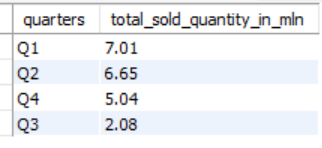 quarters total_sold_quantity_in_mln
Q1 7.01
Q2 6.65
Q4 5.04
Q3 2.08